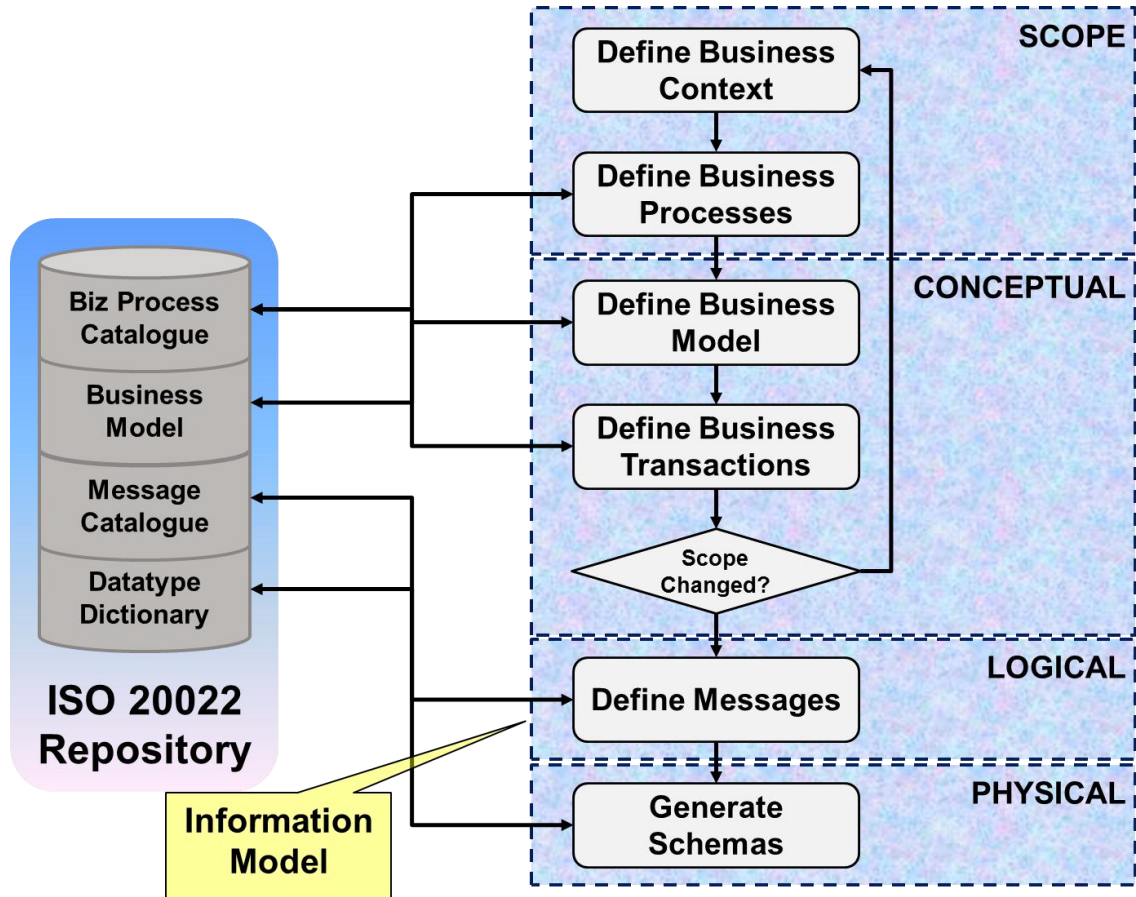 SCOPE
Define Business
Context
Define Business
Processes
CONCEPTUAL
Define Business
Model
Define Business
Transactions
Scope
Changed?
LOGICAL
Define Messages
PHYSICAL
Generate
Schemas
Biz Process
Catalogue
Business
Model
Message
Catalogue
Datatype
Dictionary
ISO 20022
Repository
Information
Model